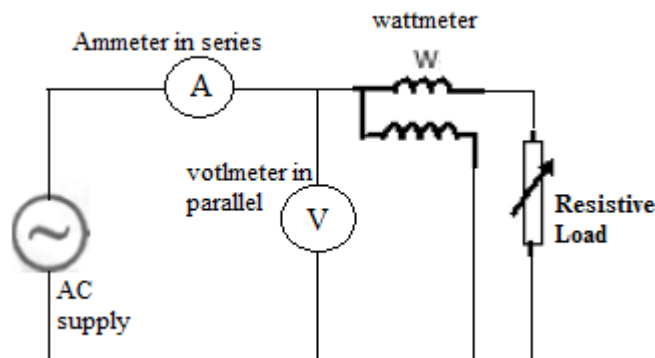 wattmeter
Ammeter in series
W
A
votlmeter in
parallel
V
Resistive
Load
AC
supply